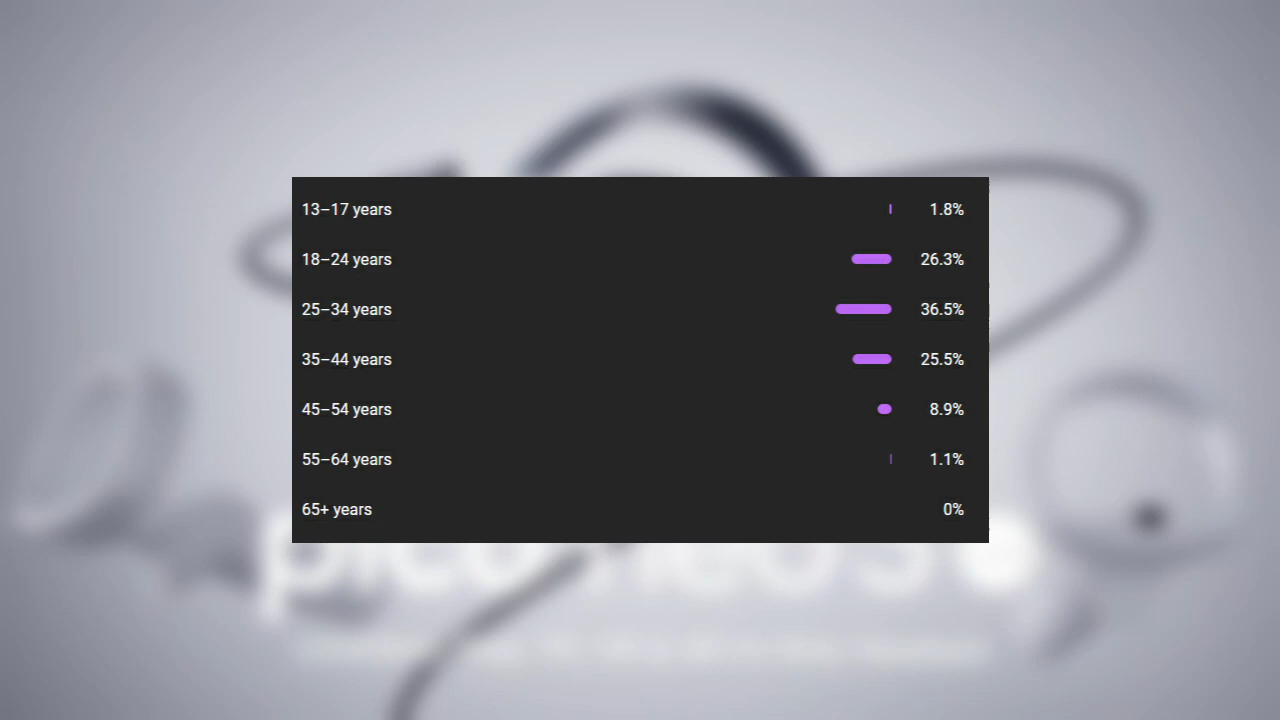 13–17 years 1.8%
18–24 years 26.3%
25–34 years 36.5%
35–44 years 25.5%
45–54 years 8.9%
55–64 years 1.1%
65+ years 0%